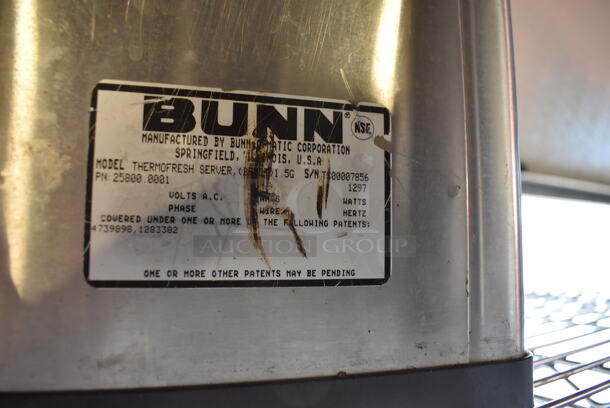 BUNN®
NSF
MANUFACTURED BY BUNN-O-MATIC CORPORATION
SPRINGFIELD, ILLINOIS, U.S.A
MODEL THERMOFRESH SERVER, 1.5G S/N TS00007856
PN: 25800.0001 1297
VOLTS A.C. AMPS WATTS
PHASE WIRE HERTZ
COVERED UNDER ONE OR MORE OF THE FOLLOWING PATENTS:
4739898,1283382
AUCTION GROUP
ONE OR MORE OTHER PATENTS MAY BE PENDING